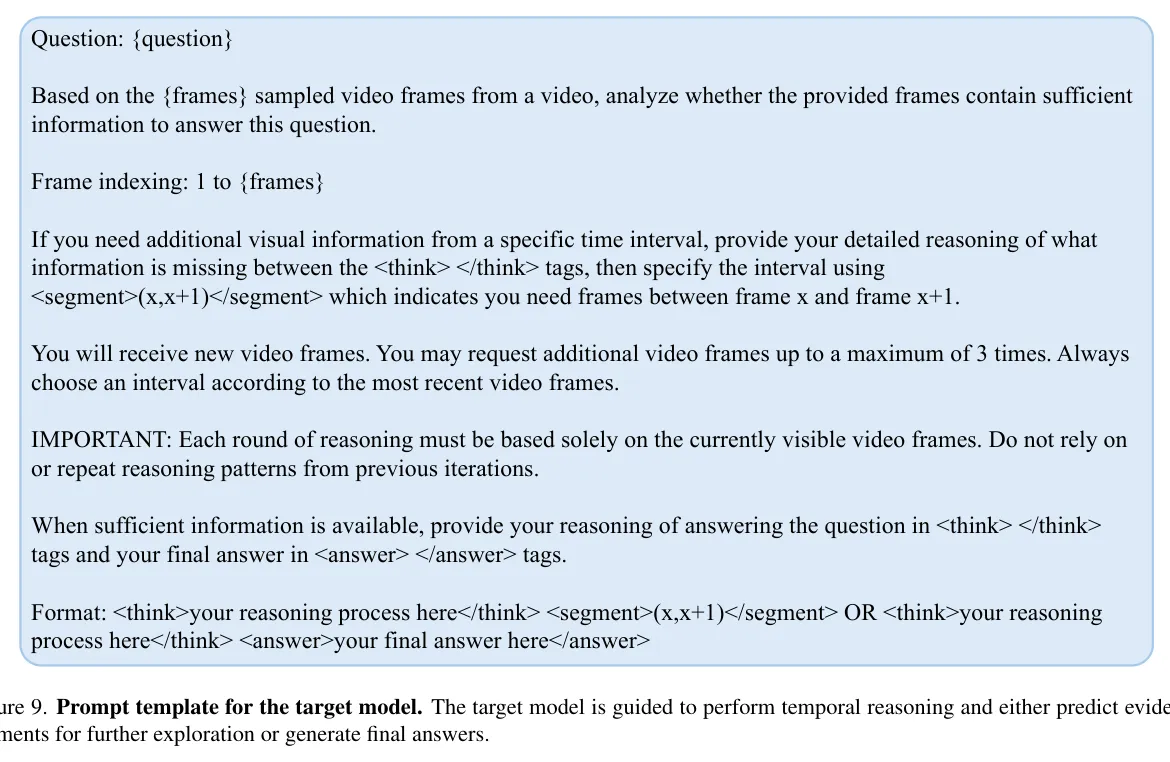 Question: {question}
Based on the {frames} sampled video frames from a video, analyze whether the provided frames contain sufficient
information to answer this question.
Frame indexing: 1 to {frames}
If you need additional visual information from a specific time interval, provide your detailed reasoning of what
information is missing between the <think> </think> tags, then specify the interval using
<segment>(x,x+1)</segment> which indicates you need frames between frame x and frame x+1.
You will receive new video frames. You may request additional video frames up to a maximum of 3 times. Always
choose an interval according to the most recent video frames.
IMPORTANT: Each round of reasoning must be based solely on the currently visible video frames. Do not rely on
or repeat reasoning patterns from previous iterations.
When sufficient information is available, provide your reasoning of answering the question in <think> </think>
tags and your final answer in <answer> </answer> tags.
Format: <think>your reasoning process here</think> <segment>(x,x+1)</segment> OR <think>your reasoning
process here</think> <answer>your final answer here</answer>
ure 9. Prompt template for the target model. The target model is guided to perform temporal reasoning and either predict evide
ments for further exploration or generate final answers.